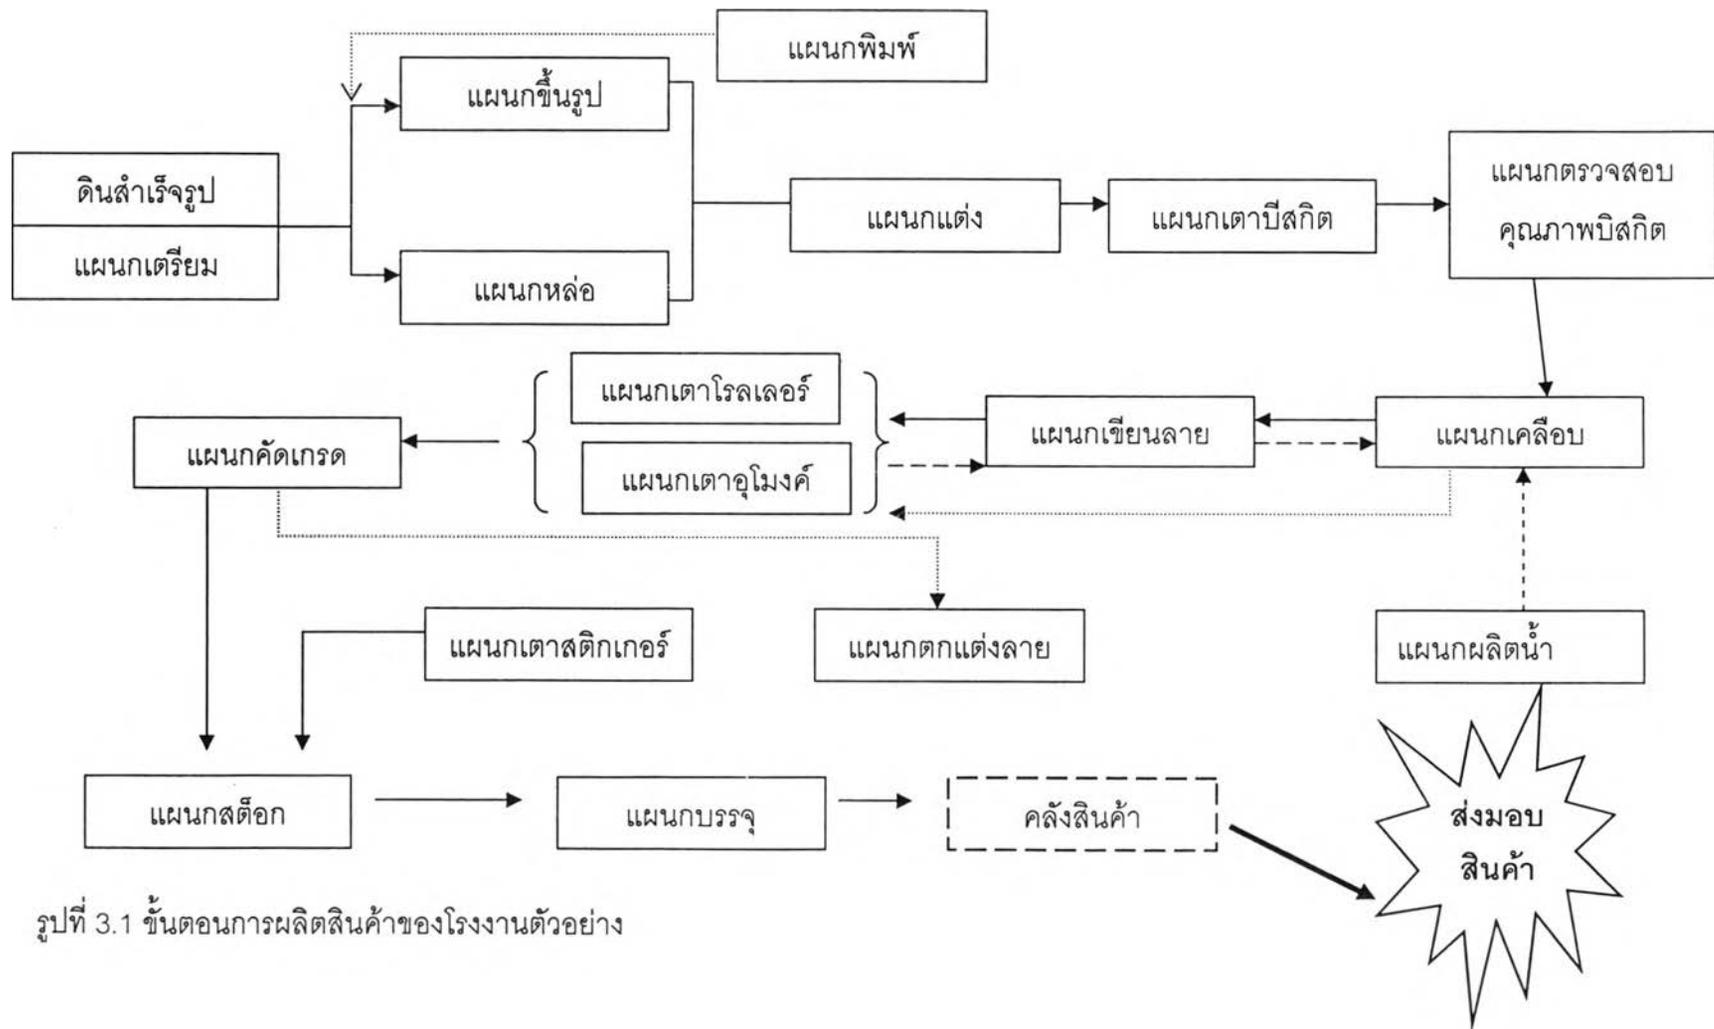 แผนกพิมพ์
แผนกขึ้นรูป
ดินสำเร็จรูป
แผนกเตรียม
แผนกหล่อ
แผนกแต่ง
แผนกเตาบีสกิต
แผนกตรวจสอบ
คุณภาพบิสกิต
แผนกเตาโรลเลอร์
แผนกเตาอุโมงค์
แผนกเขียนลาย
แผนกเคลือบ
แผนกคัดเกรด
แผนกเตาสติกเกอร์
แผนกตกแต่งลาย
แผนกผลิตน้ำ
แผนกสต็อก
แผนกบรรจุ
คลังสินค้า
ส่งมอบ
สินค้า
รูปที่ 3.1 ขั้นตอนการผลิตสินค้าของโรงงานตัวอย่าง